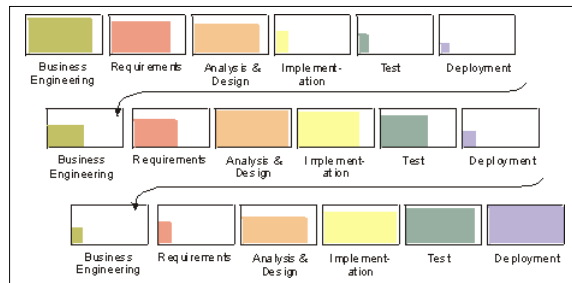 Business
Engineering
Requirements
Analysis &
Design
Implement-
ation
Test
Deployment
Business
Engineering
Requirements
Analysis &
Design
Implement-
ation
Test
Deployment
Business
Engineering
Requirements
Analysis &
Design
Implement-
ation
Test
Deployment